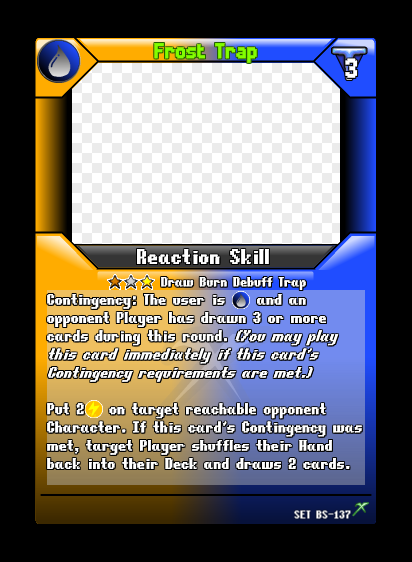 Frost Trap
3
Reaction Skill
Draw Burn Debuff Trap
Contingency: The user is and an
opponent Player has drawn 3 or more
cards during this round. (You may play
this card immediately if this card's
Contingency requirements are met.)
Put 2 on target reachable opponent
Character. If this card's Contingency was
met, target Player shuffles their Hand
back into their Deck and draws 2 cards.
SET BS-137